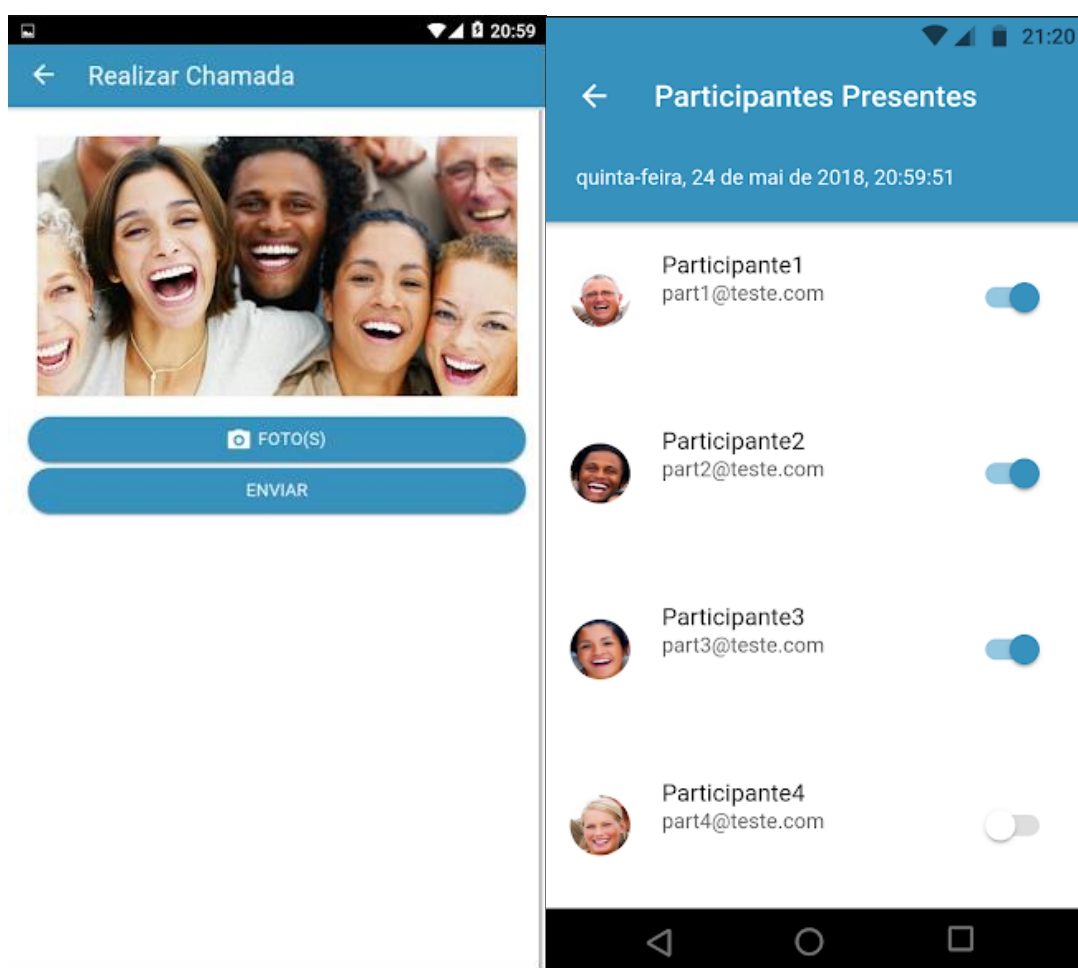 20:59
Realizar Chamada
FOTO(S)
ENVIAR
21:20
Participantes Presentes
quinta-feira, 24 de mai de 2018, 20:59:51
Participante1
part1@teste.com
Participante2
part2@teste.com
Participante3
part3@teste.com
Participante4
part4@teste.com